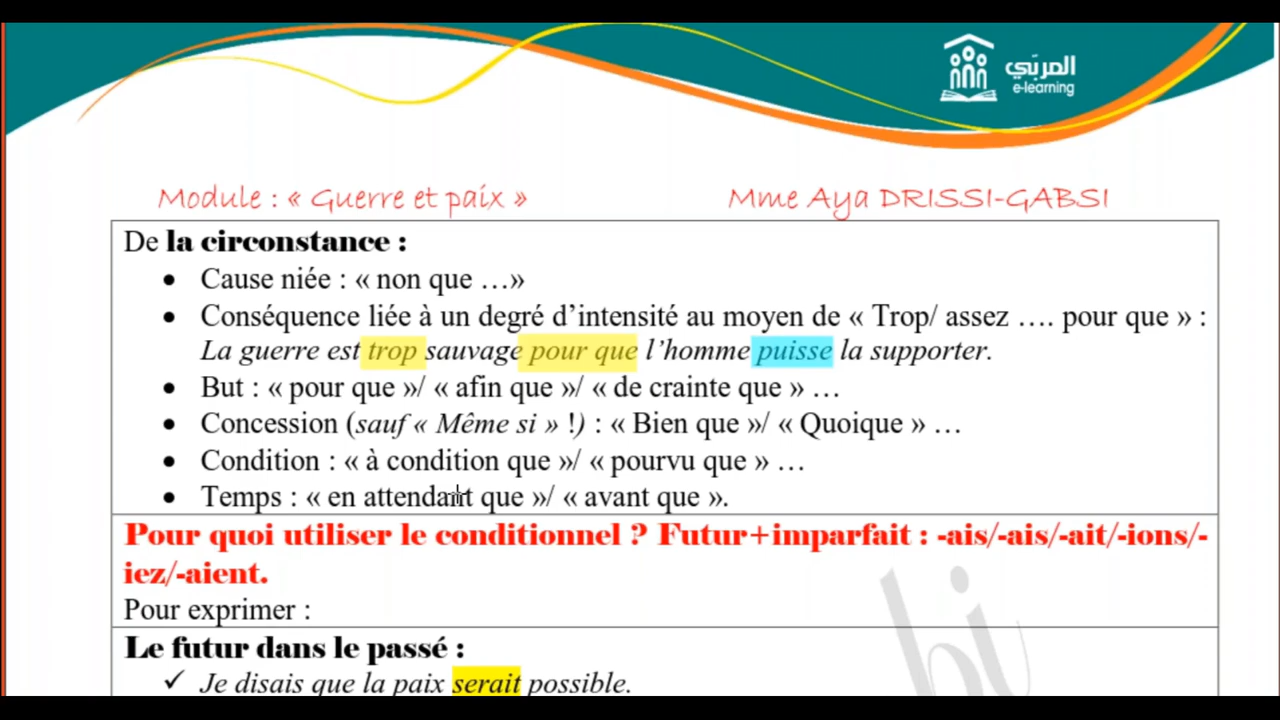 المربّي
e-learning
Module : « Guerre et paix » Mme Aya DRISSI-GABSI
De la circonstance :
• Cause niée : « non que …»
• Conséquence liée à un degré d’intensité au moyen de « Trop/ assez …. pour que » :
La guerre est trop sauvage pour que l’homme puisse la supporter.
• But : « pour que »/ « afin que »/ « de crainte que » …
• Concession (sauf « Même si » !) : « Bien que »/ « Quoique » …
• Condition : « à condition que »/ « pourvu que » …
• Temps : « en attendant que »/ « avant que ».
Pour quoi utiliser le conditionnel ? Futur+imparfait : -ais/-ais/-ait/-ions/-
iez/-aient.
Pour exprimer :
Le futur dans le passé :
✓ Je disais que la paix serait possible.